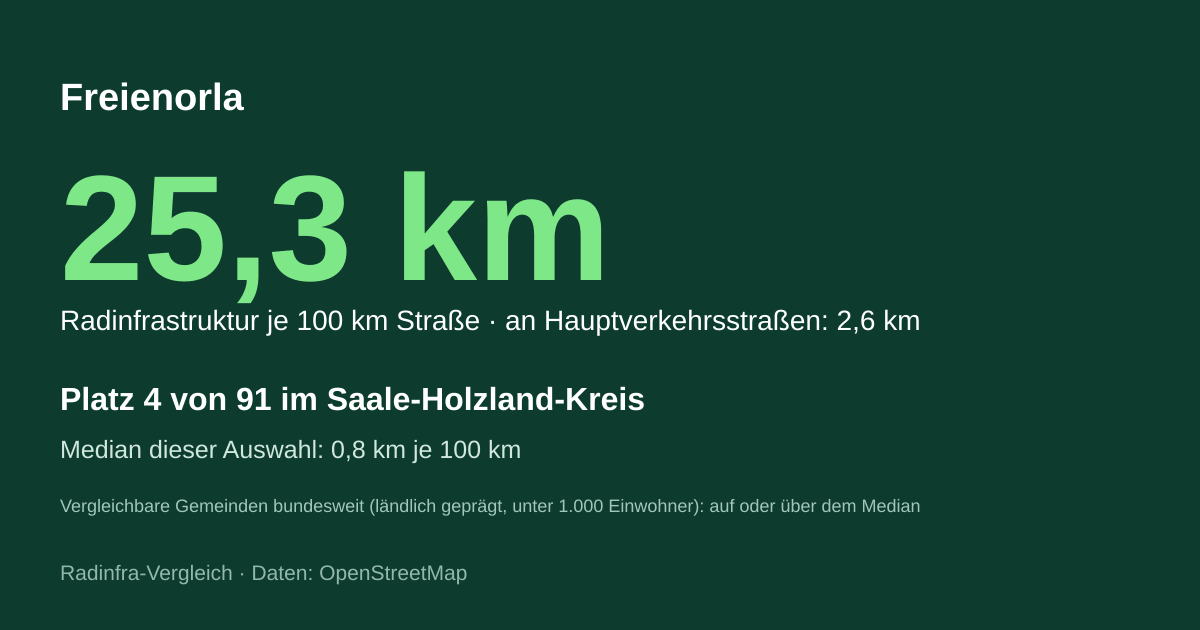 Freienorla
25,3 km
Radinfrastruktur je 100 km Straße · an Hauptverkehrsstraßen: 2,6 km
Platz 4 von 91 im Saale-Holzland-Kreis
Median dieser Auswahl: 0,8 km je 100 km
Vergleichbare Gemeinden bundesweit (ländlich geprägt, unter 1.000 Einwohner): auf oder über dem Median
Radinfra-Vergleich · Daten: OpenStreetMap